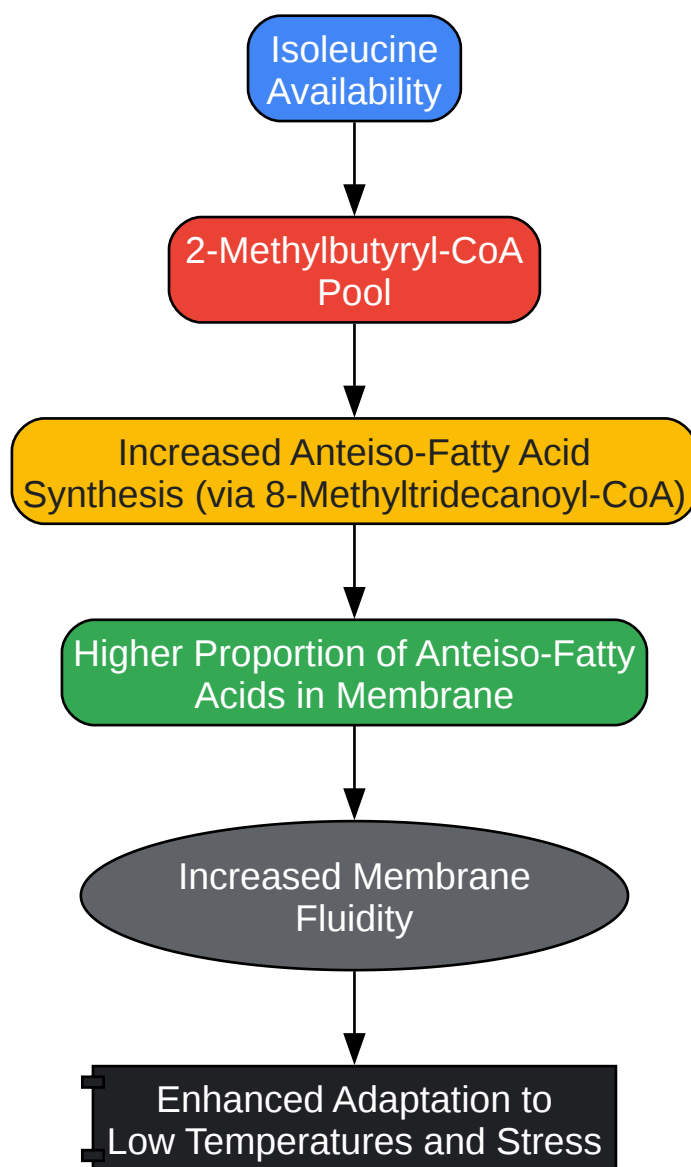 Isoleucine
Availability
2-Methylbutyryl-CoA
Pool
Increased Anteiso-Fatty Acid
Synthesis (via 8-Methyltridecanoyl-CoA)
Higher Proportion of Anteiso-Fatty
Acids in Membrane
Increased Membrane
Fluidity
Enhanced Adaptation to
Low Temperatures and Stress